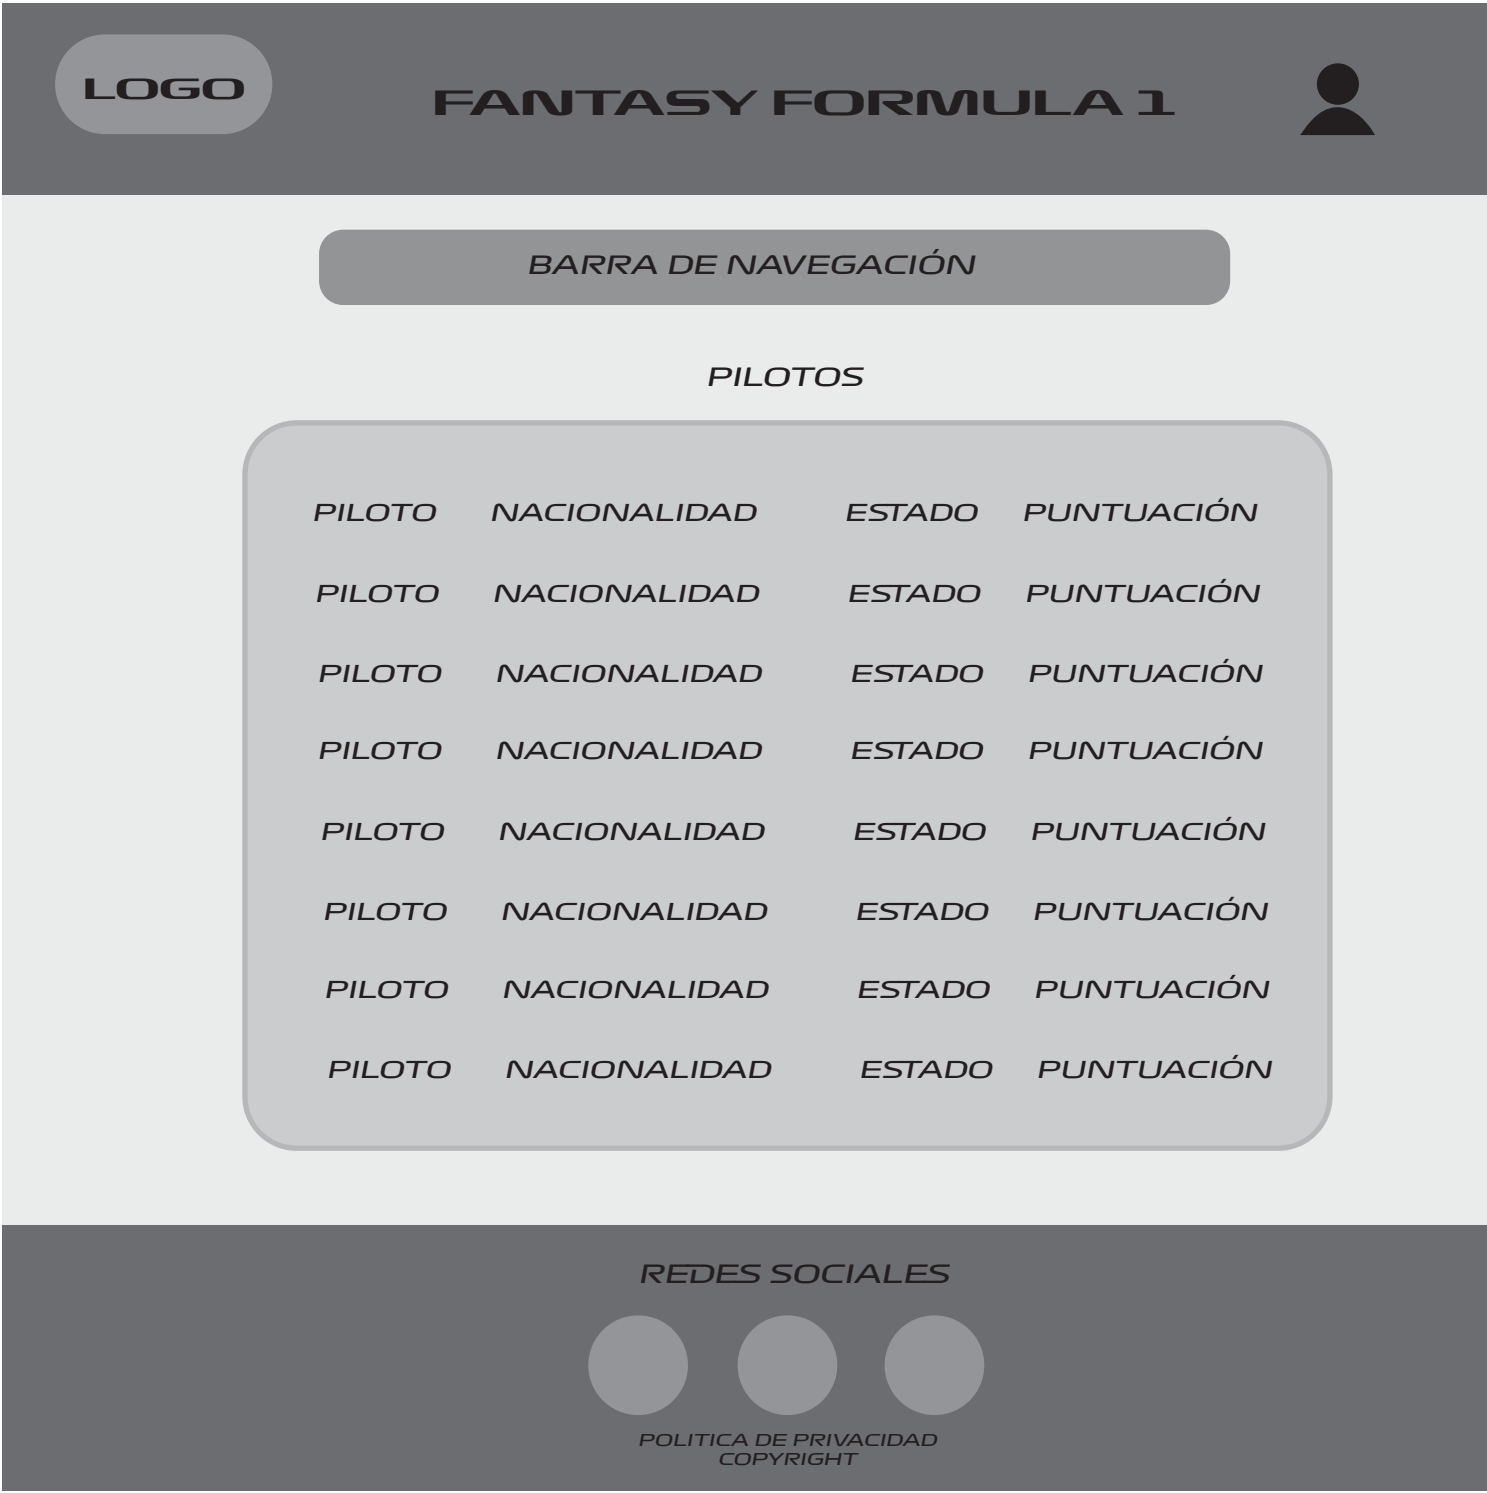 LOGO
FANTASY FORMULA 1
BARRA DE NAVEGACIÓN
PILOTOS
PILOTO NACIONALIDAD ESTADO PUNTUACIÓN
PILOTO NACIONALIDAD ESTADO PUNTUACIÓN
PILOTO NACIONALIDAD ESTADO PUNTUACIÓN
PILOTO NACIONALIDAD ESTADO PUNTUACIÓN
PILOTO NACIONALIDAD ESTADO PUNTUACIÓN
PILOTO NACIONALIDAD ESTADO PUNTUACIÓN
PILOTO NACIONALIDAD ESTADO PUNTUACIÓN
PILOTO NACIONALIDAD ESTADO PUNTUACIÓN
REDES SOCIALES
POLITICA DE PRIVACIDAD
COPYRIGHT